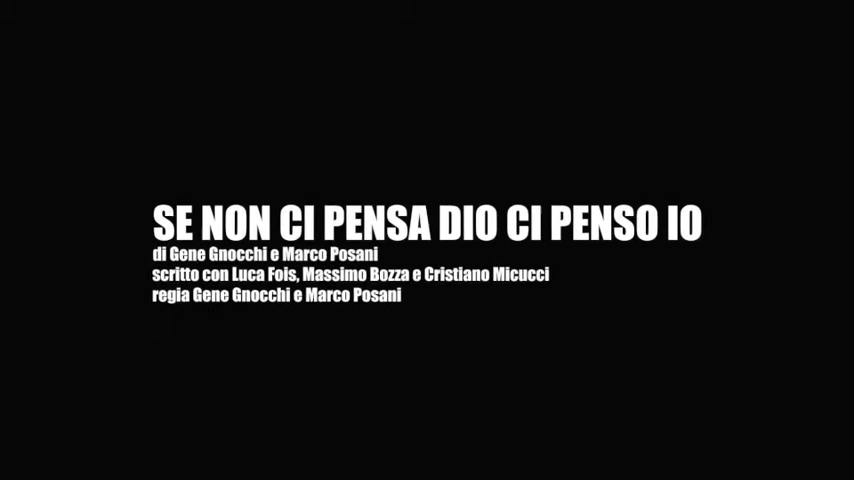 SE NON CI PENSA DIO CI PENSO IO
di Gene Gnocchi e Marco Posani
scritto con Luca Fois, Massimo Bozza e Cristiano Micucci
regia Gene Gnocchi e Marco Posani